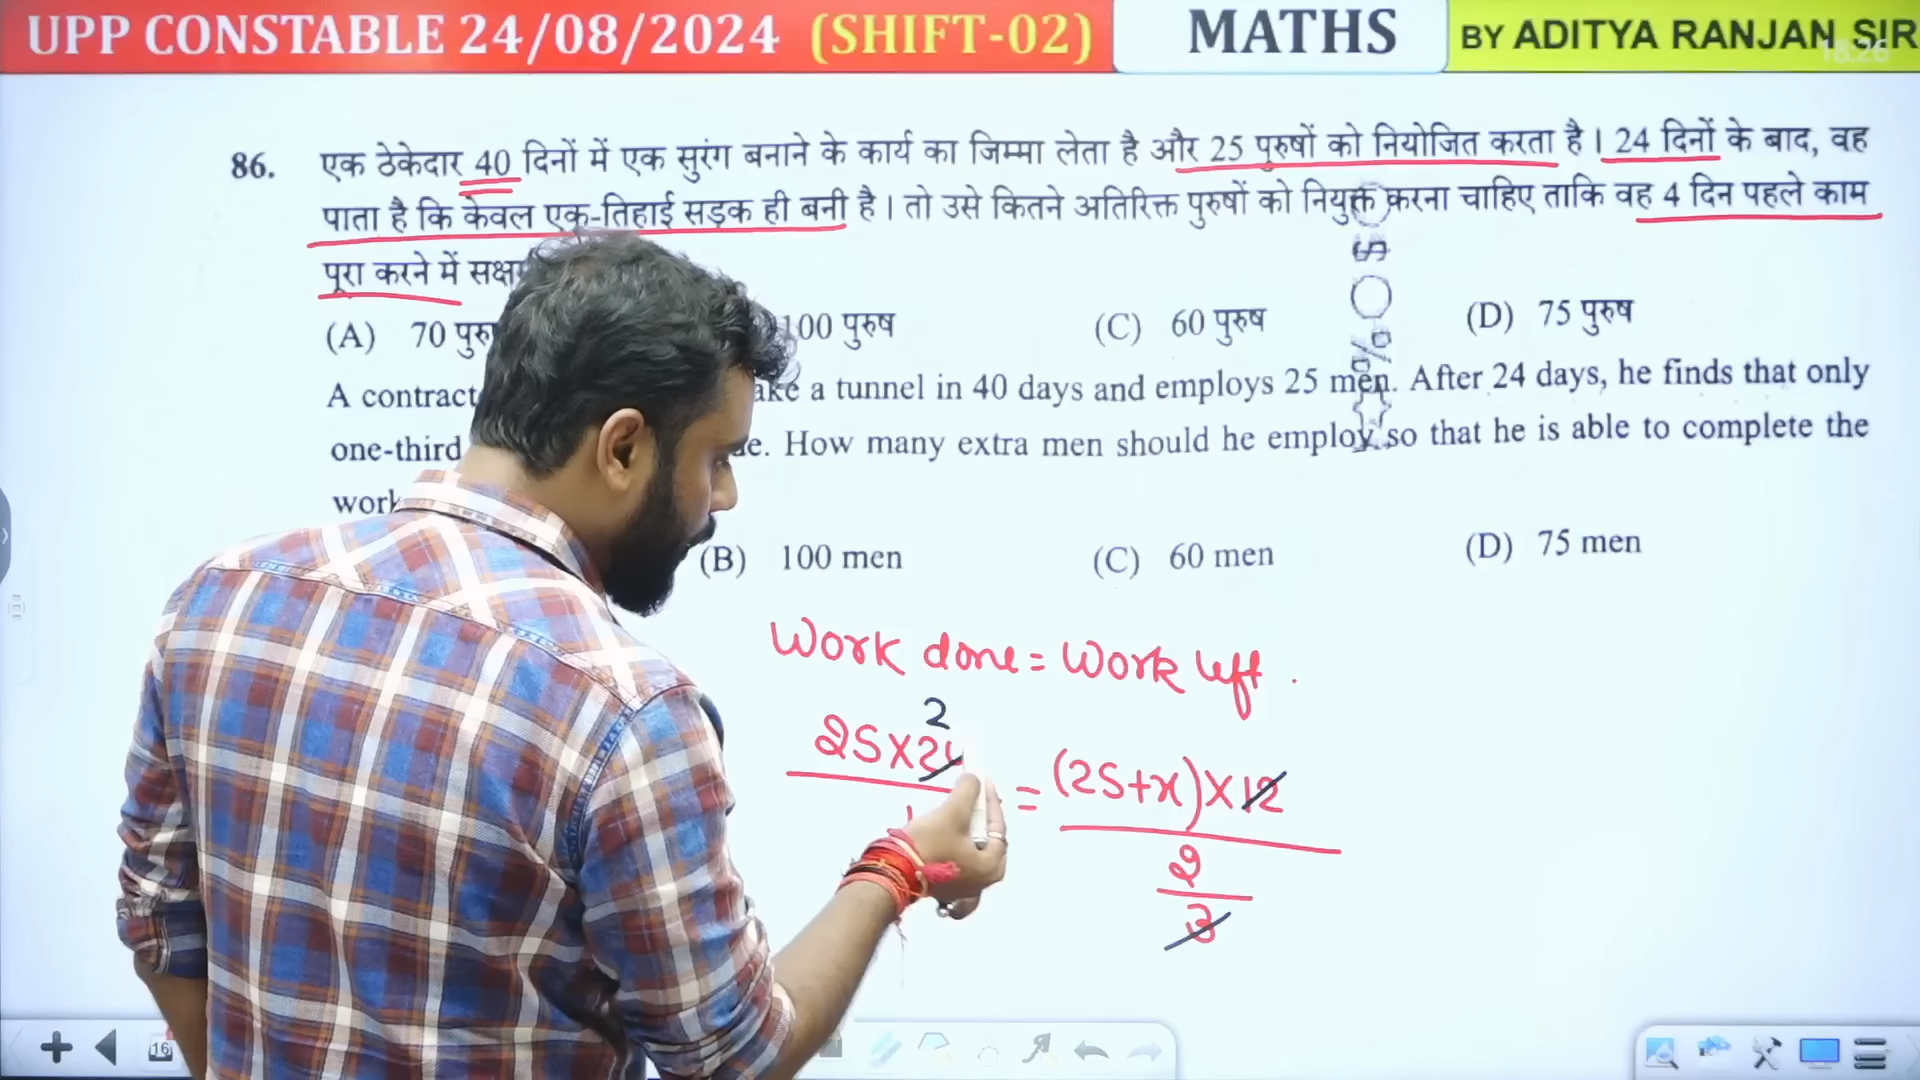 UPP CONSTABLE 24/08/2024 (SHIFT-02) MATHS BY ADITYA RANJAN SIR
18:26
86. एक ठेकेदार 40 दिनों में एक सुरंग बनाने के कार्य का जिम्मा लेता है और 25 पुरुषों को नियोजित करता है । 24 दिनों के बाद, वह
पाता है कि केवल एक-तिहाई सड़क ही बनी है । तो उसे कितने अतिरिक्त पुरुषों को नियुक्त करना चाहिए ताकि वह 4 दिन पहले काम
पूरा करने में
(A) 70 100 पुरुष (C) 60 पुरुष (D) 75 पुरुष
A a tunnel in 40 days and employs 25 men. After 24 days, he finds that only
one-third How many extra men should he employ so that he is able to complete the
work
(B) 100 men (C) 60 men (D) 75 men
Work done = Work left .
2
25×24 = (25+x)×12
2
3
16